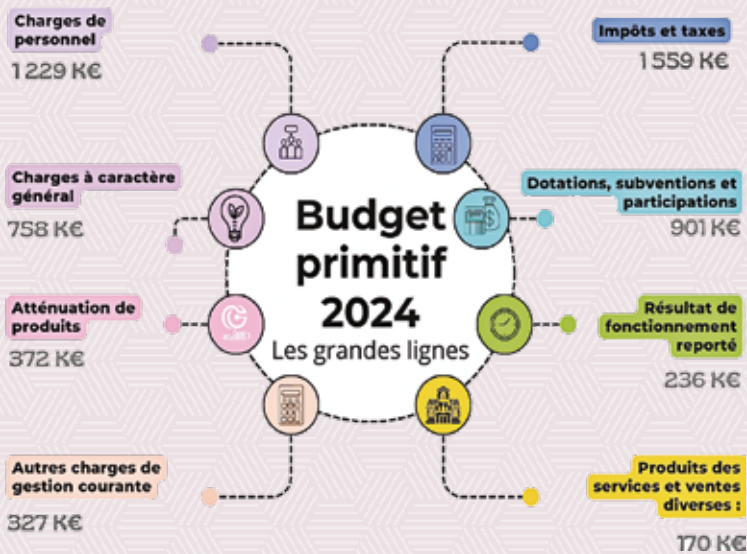 Charges de
personnel
1 229 K€
Charges à caractère
général
758 K€
Atténuation de
produits
372 K€
Autres charges de
gestion courante
327 K€
Budget
primitif
2024
Les grandes lignes
Impôts et taxes
1 559 K€
Dotations, subventions et
participations
901 K€
Résultat de
fonctionnement
reporté
236 K€
Produits des
services et ventes
diverses :
170 K€